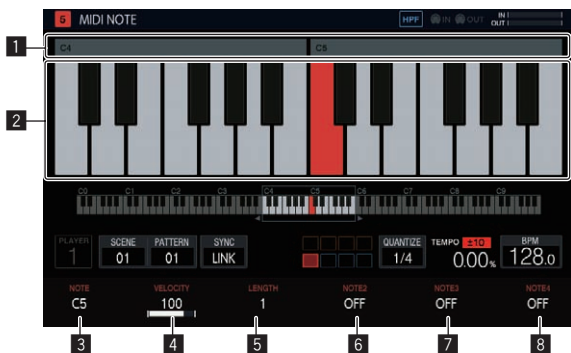 6 MIDI NOTE HPF IN OUT IN
OUT
1 C4 C5
2
C0 C1 C2 C3 C4 C5 C6 C7 C8 C9
PLAYER SCENE PATTERN SYNC QUANTIZE TEMPO ±10 BPM
1 01 01 LINK 1/4 0.00% 128.0
NOTE VELOCITY LENGTH NOTE2 NOTE3 NOTE4
C5 100 1 OFF OFF OFF
3 4 5 6 7 8